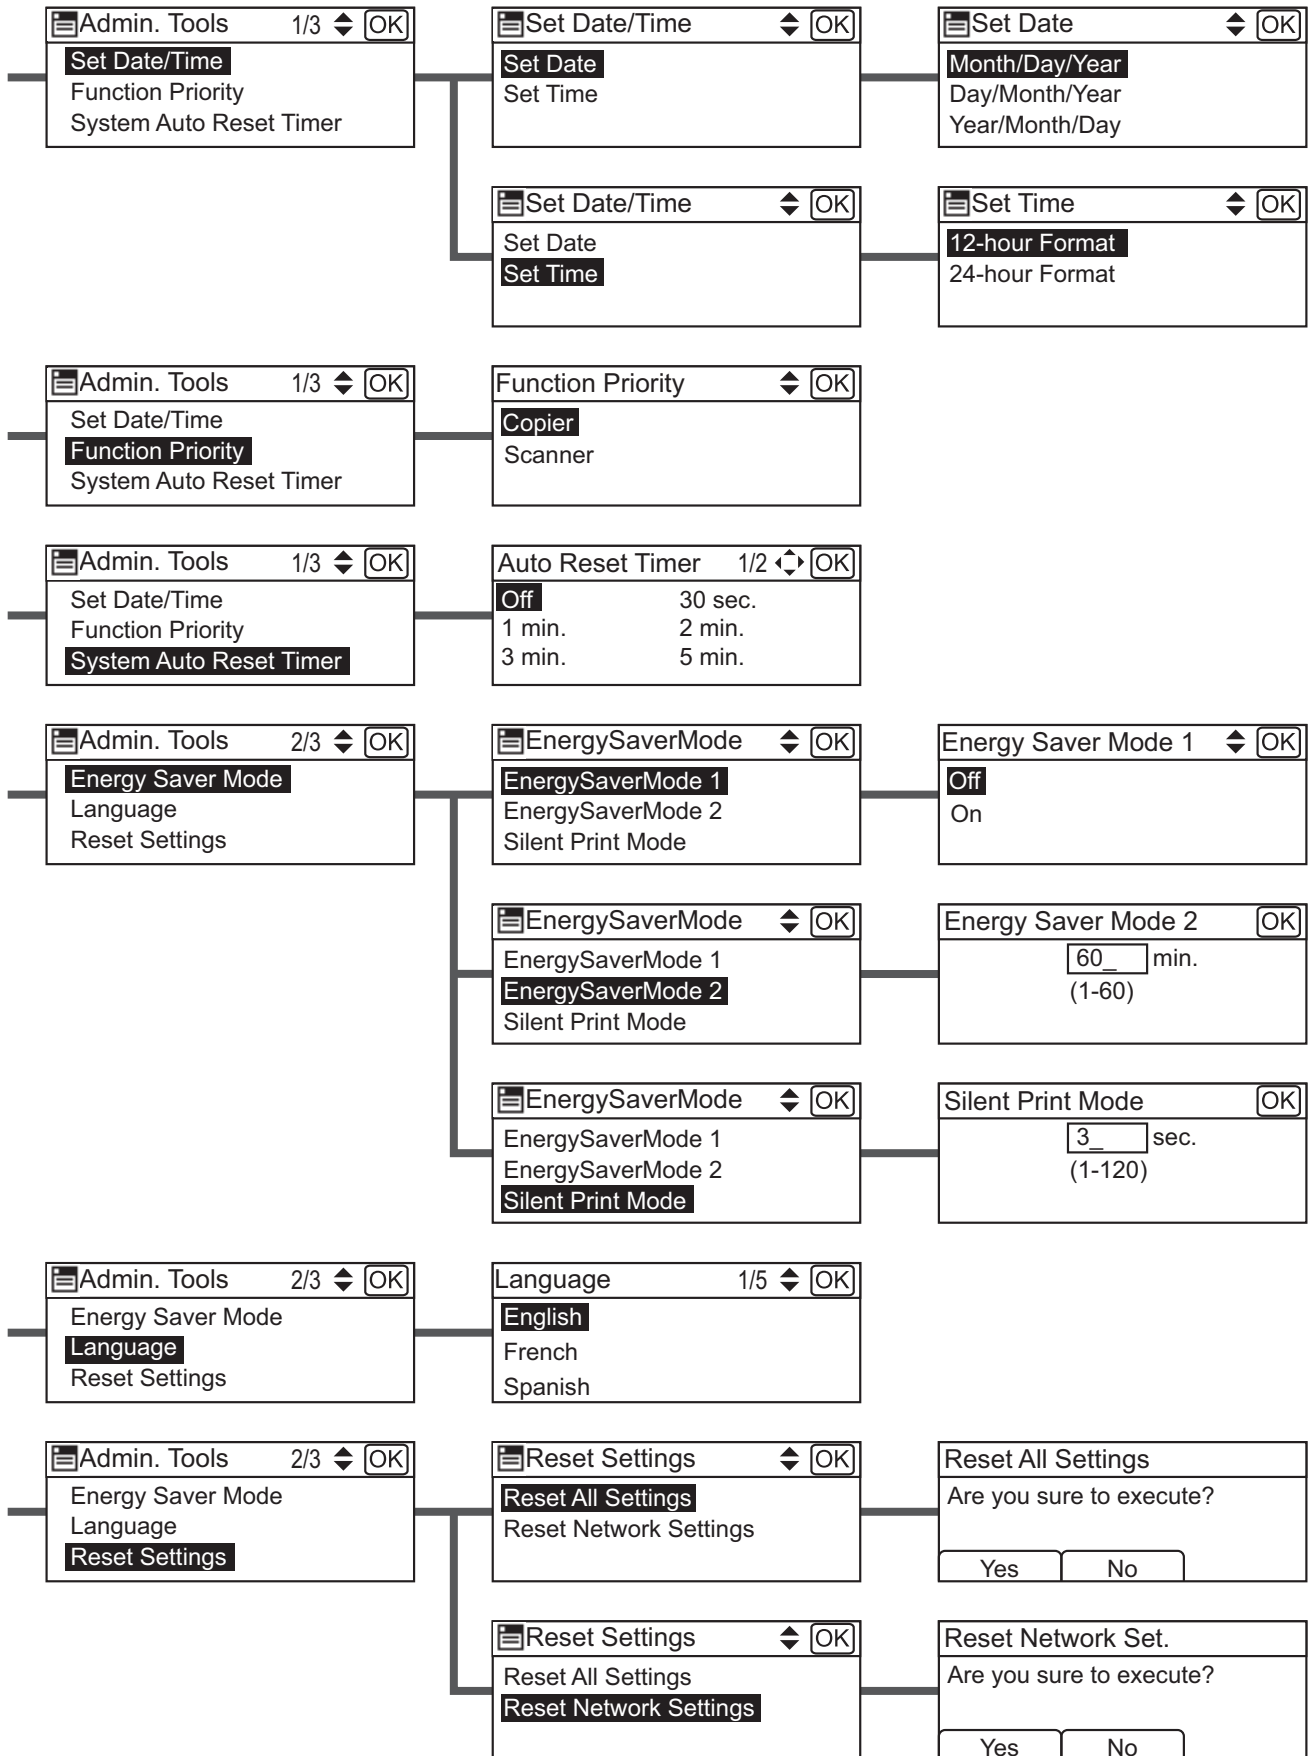 Admin. Tools 1/3 OK
Set Date/Time
Function Priority
System Auto Reset Timer
Set Date/Time OK
Set Date
Set Time
Set Date OK
Month/Day/Year
Day/Month/Year
Year/Month/Day
Set Date/Time OK
Set Date
Set Time
Set Time OK
12-hour Format
24-hour Format
Admin. Tools 1/3 OK
Set Date/Time
Function Priority
System Auto Reset Timer
Function Priority OK
Copier
Scanner
Admin. Tools 1/3 OK
Set Date/Time
Function Priority
System Auto Reset Timer
Auto Reset Timer 1/2 OK
Off 30 sec.
1 min. 2 min.
3 min. 5 min.
Admin. Tools 2/3 OK
Energy Saver Mode
Language
Reset Settings
EnergySaverMode OK
EnergySaverMode 1
EnergySaverMode 2
Silent Print Mode
Energy Saver Mode 1 OK
Off
On
EnergySaverMode OK
EnergySaverMode 1
EnergySaverMode 2
Silent Print Mode
Energy Saver Mode 2 OK
60_ min.
(1-60)
EnergySaverMode OK
EnergySaverMode 1
EnergySaverMode 2
Silent Print Mode
Silent Print Mode OK
3_ sec.
(1-120)
Admin. Tools 2/3 OK
Energy Saver Mode
Language
Reset Settings
Language 1/5 OK
English
French
Spanish
Admin. Tools 2/3 OK
Energy Saver Mode
Language
Reset Settings
Reset Settings OK
Reset All Settings
Reset Network Settings
Reset All Settings
Are you sure to execute?
Yes No
Reset Settings OK
Reset All Settings
Reset Network Settings
Reset Network Set.
Are you sure to execute?
Yes No